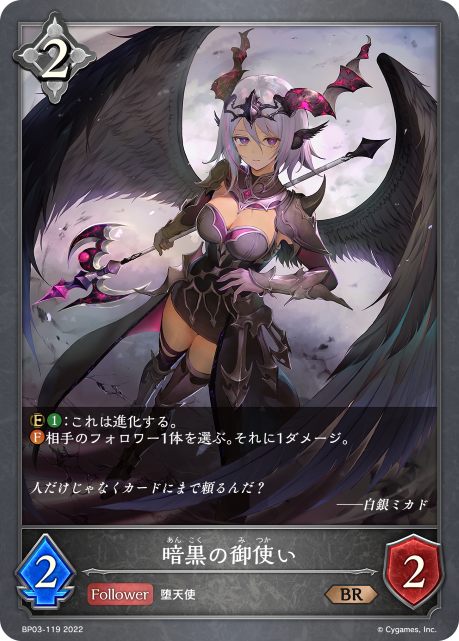 2
E 1：これは進化する。
F 相手のフォロワー1体を選ぶ。それに1ダメージ。
人だけじゃなくカードにまで頼るんだ？
――白銀ミカド
あんこく みつか
暗黒の御使い
2
Follower 堕天使
BR
2
BP03-119 2022
© Cygames, Inc.